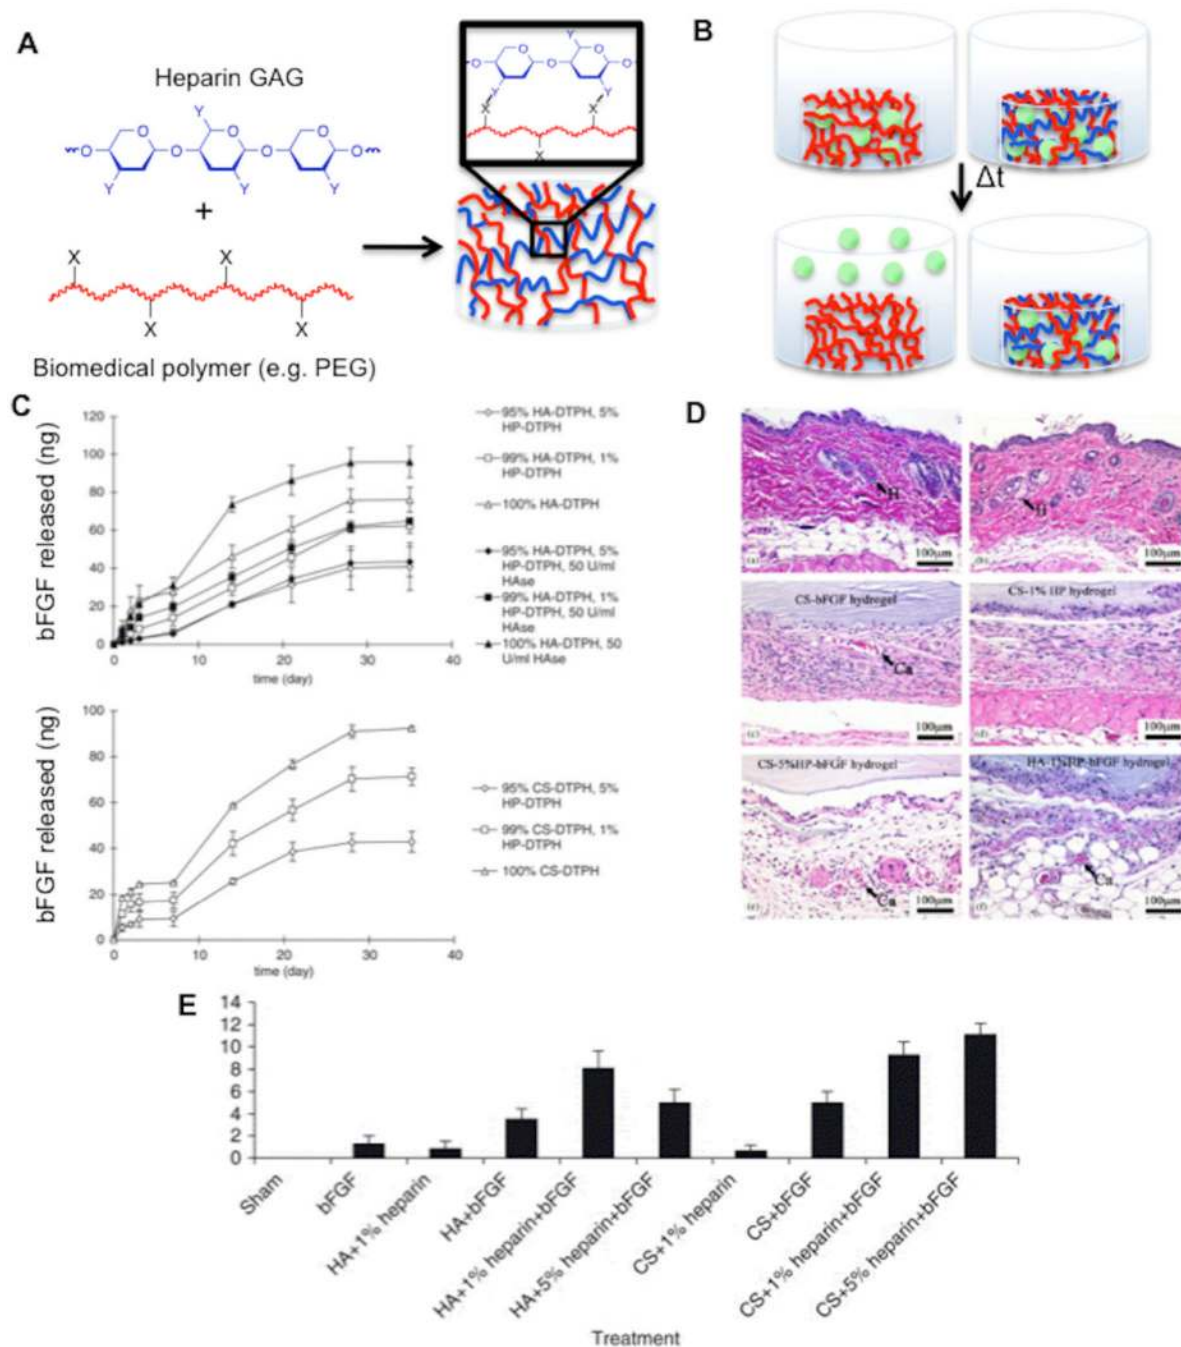 A
Heparin GAG
Y
O
O
O
O
O
O
O
Y
Y
Y
+
X
X
X
X
Biomedical polymer (e.g. PEG)
Y
O
O
O
O
O
Y
Y
X
X
X
B
Δt
C
bFGF released (ng)
120
100
80
60
40
20
0
0
10
20
30
40
time (day)
95% HA-DTPH, 5%
HP-DTPH
99% HA-DTPH, 1%
HP-DTPH
100% HA-DTPH
95% HA-DTPH, 5%
HP-DTPH, 50 U/ml
HAse
99% HA-DTPH, 1%
HP-DTPH, 50 U/ml
HAse
100% HA-DTPH, 50
U/ml HAse
bFGF released (ng)
100
80
60
40
20
0
0
10
20
30
40
time (day)
95% CS-DTPH, 5%
HP-DTPH
99% CS-DTPH, 1%
HP-DTPH
100% CS-DTPH
D
H
100μm
(a)
H
100μm
(b)
CS-bFGF hydrogel
Ca
100μm
(c)
CS-1% HP hydrogel
100μm
(d)
CS-5%HP-bFGF hydrogel
Ca
100μm
(e)
HA-1%HP-bFGF hydrogel
Ca
100μm
(f)
E
14
12
10
8
6
4
2
0
Sham
bFGF
HA+1% heparin
HA+bFGF
HA+1% heparin+bFGF
HA+5% heparin+bFGF
CS+1% heparin
CS+bFGF
CS+1% heparin+bFGF
CS+5% heparin+bFGF
Treatment